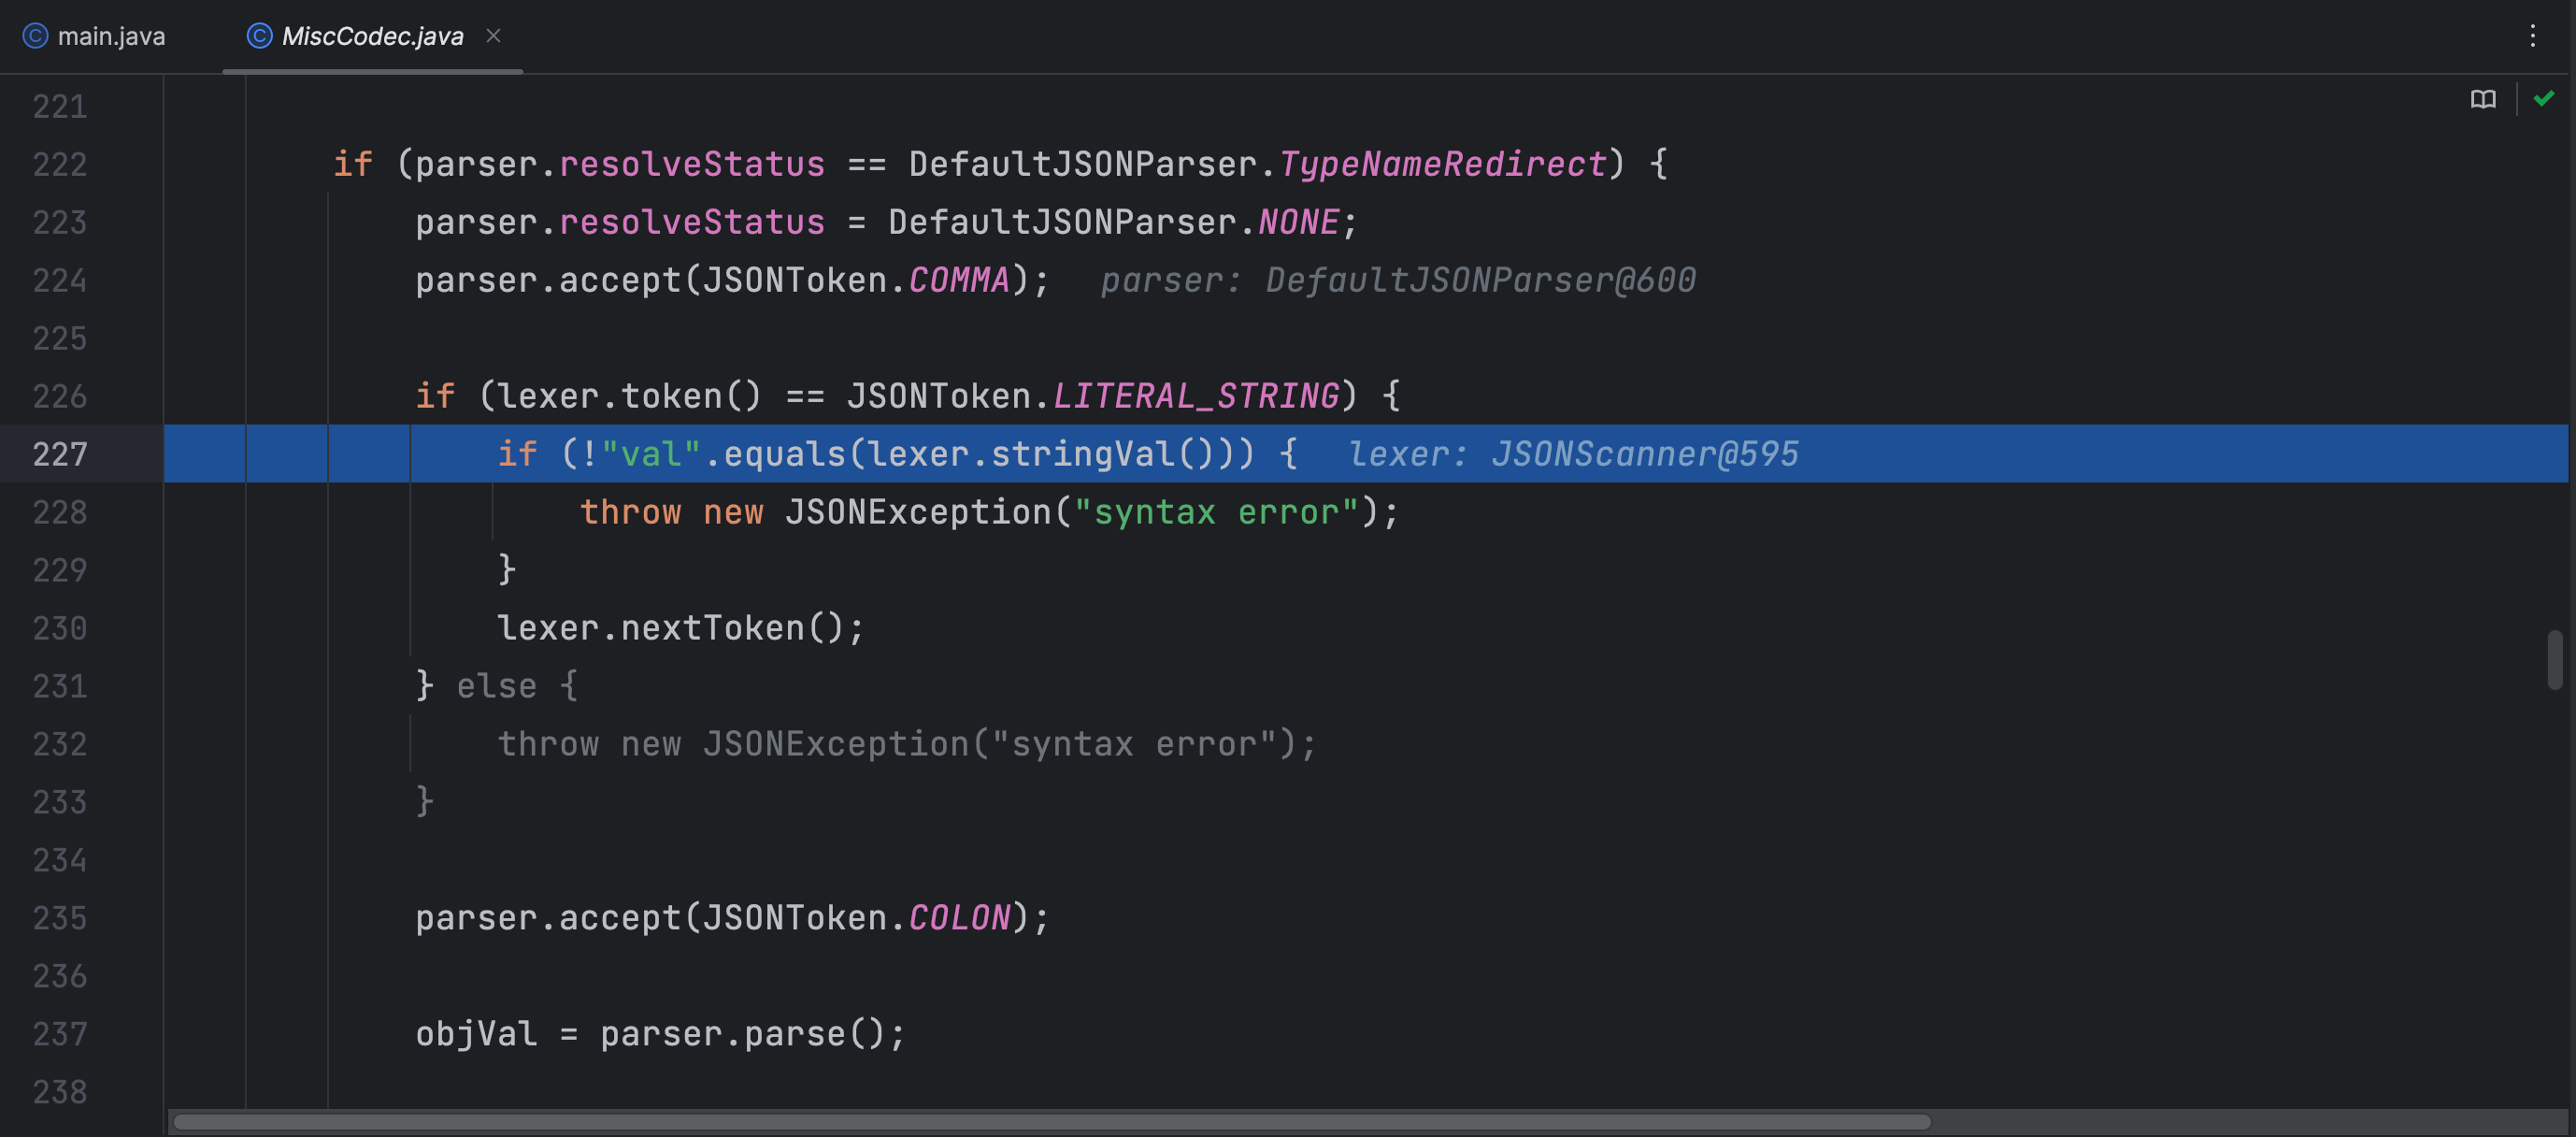 main.java MiscCodec.java
221
222 if (parser.resolveStatus == DefaultJSONParser.TypeNameRedirect) {
223 parser.resolveStatus = DefaultJSONParser.NONE;
224 parser.accept(JSONToken.COMMA); parser: DefaultJSONParser@600
225
226 if (lexer.token() == JSONToken.LITERAL_STRING) {
227 if (!"val".equals(lexer.stringVal())) { lexer: JSONScanner@595
228 throw new JSONException("syntax error");
229 }
230 lexer.nextToken();
231 } else {
232 throw new JSONException("syntax error");
233 }
234
235 parser.accept(JSONToken.COLON);
236
237 objVal = parser.parse();
238